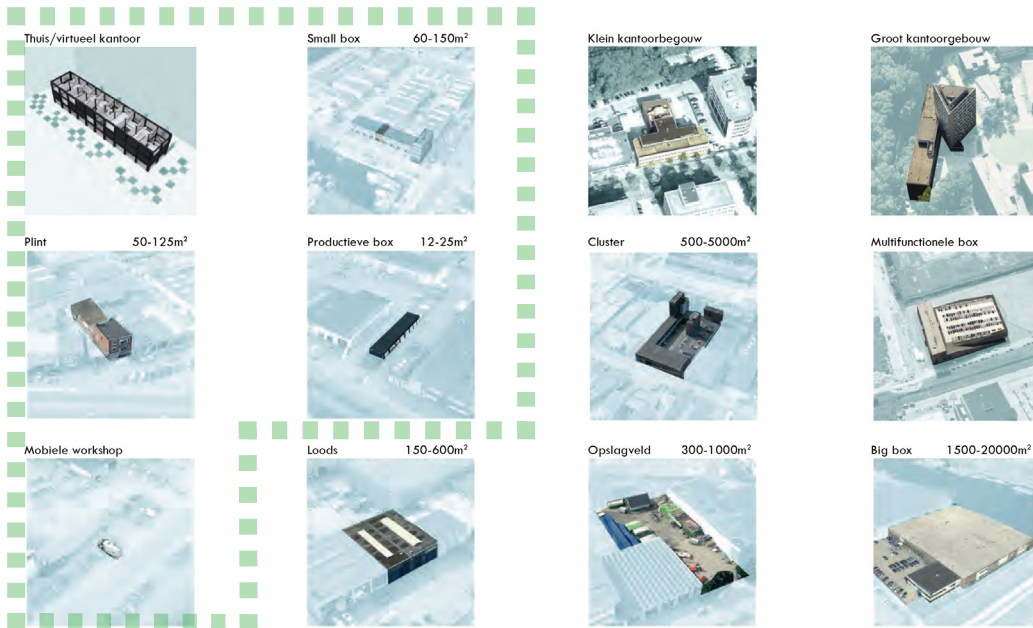 Thuis/virtueel kantoor
Small box 60-150m²
Klein kantoorbegouw
Groot kantoorgebouw
Plint 50-125m²
Productieve box 12-25m²
Cluster 500-5000m²
Multifunctionele box
Mobiele workshop
Loods 150-600m²
Opslagveld 300-1000m²
Big box 1500-20000m²